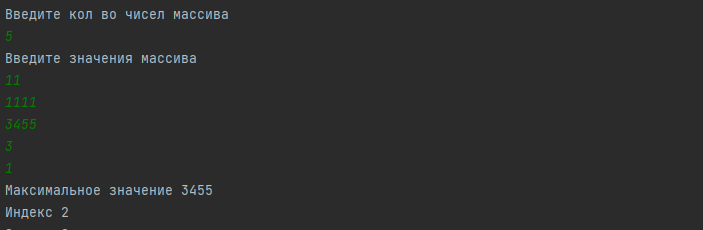 Введите кол во чисел массива
5
Введите значения массива
11
1111
3455
3
1
Максимальное значение 3455
Индекс 2